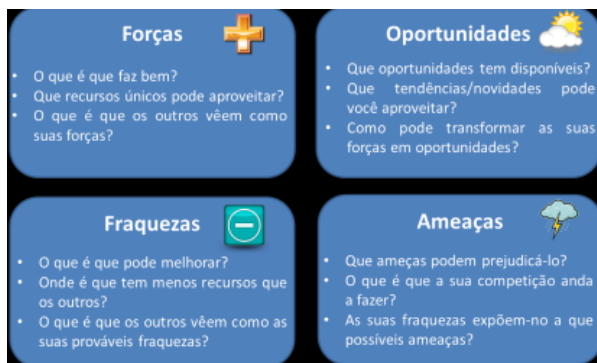 Forças
• O que é que faz bem?
• Que recursos únicos pode aproveitar?
• O que é que os outros vêem como
suas forças?
Oportunidades
• Que oportunidades tem disponíveis?
• Que tendências/novidades pode
você aproveitar?
• Como pode transformar as suas
forças em oportunidades?
Fraquezas
• O que é que pode melhorar?
• Onde é que tem menos recursos que
os outros?
• O que é que os outros vêem como as
suas prováveis fraquezas?
Ameaças
• Que ameças podem prejudicá-lo?
• O que é que a sua competição anda
a fazer?
• As suas fraquezas expõem-no a que
possíveis ameaças?